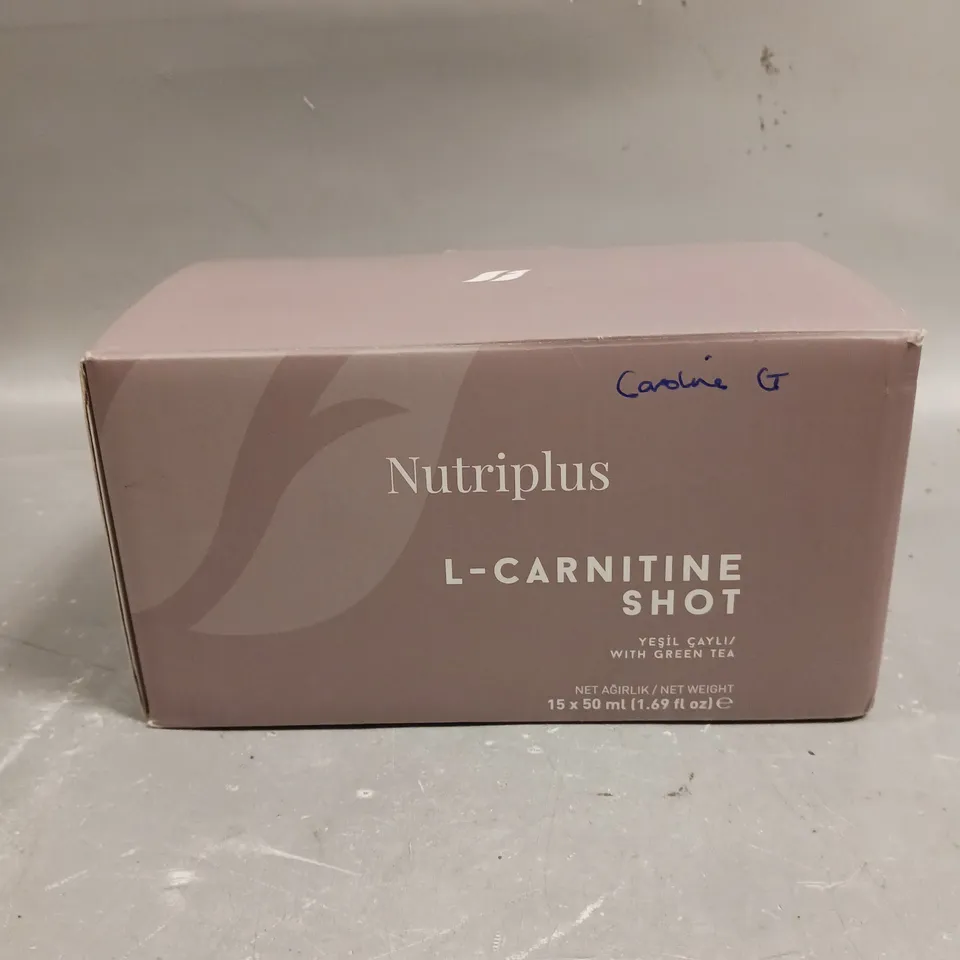 Caroline G
Nutriplus
L-CARNITINE
SHOT
YEŞİL ÇAYLI/
WITH GREEN TEA
NET AĞIRLIK / NET WEIGHT
15 x 50 ml (1.69 fl oz) ℮